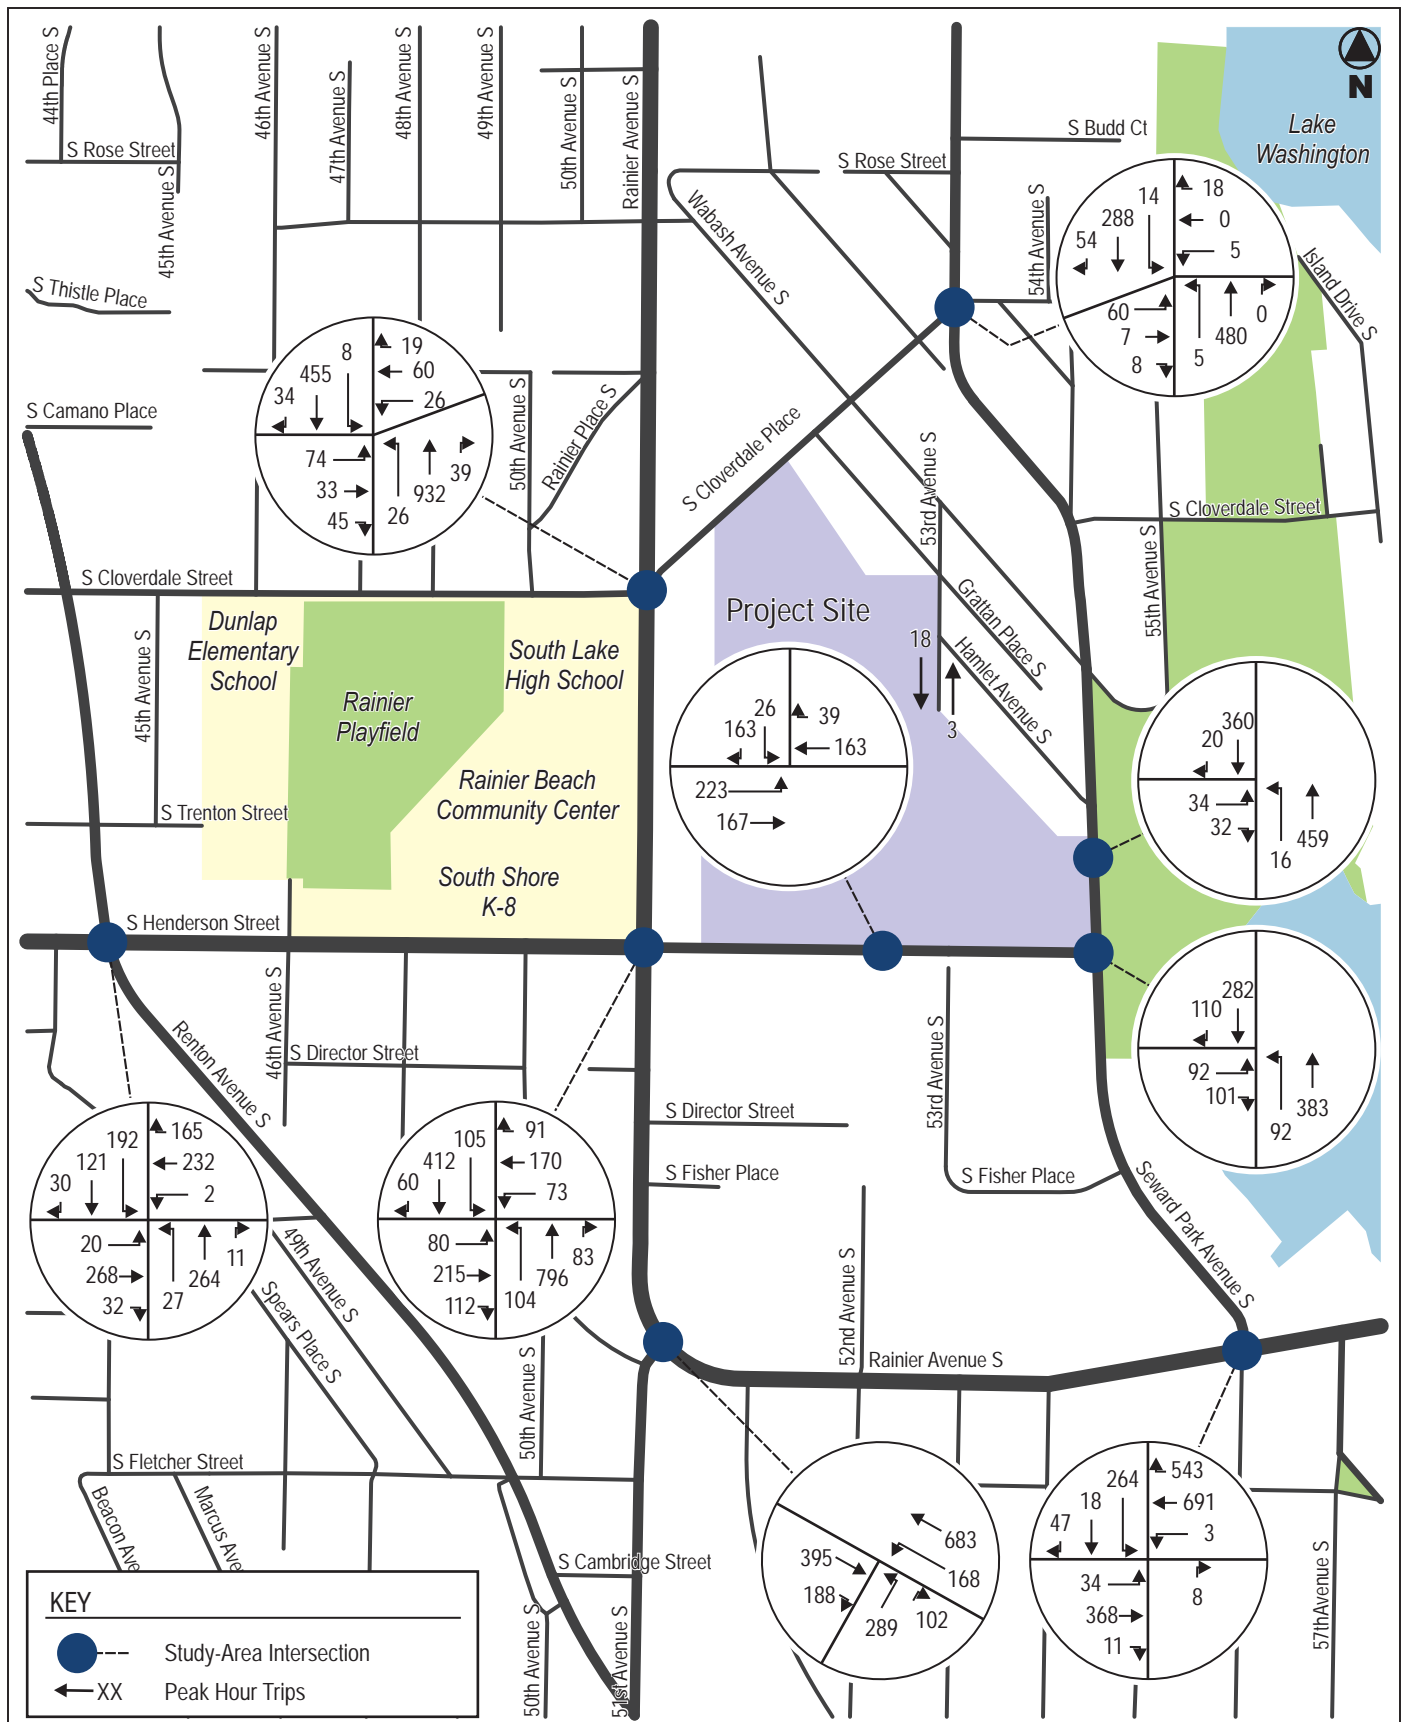 44th Place S
46th Avenue S
47th Avenue S
48th Avenue S
49th Avenue S
50th Avenue S
Rainier Avenue S
N
Lake
Washington
S Budd Ct
S Rose Street
S Rose Street
45th Avenue S
Wabash Avenue S
54th Avenue S
Island Drive S
S Thistle Place
14
18
288
0
54
5
60
7
8
5
480
0
8
19
455
60
34
26
74
33
45
26
932
39
S Camano Place
50th Avenue S
Rainier Place S
S Cloverdale Place
53rd Avenue S
S Cloverdale Street
55th Avenue S
S Cloverdale Street
Dunlap
Elementary
School
South Lake
High School
Project Site
Grattan Place S
Hamlet Avenue S
45th Avenue S
Rainier
Playfield
18
3
26
39
163
163
223
167
360
20
34
32
16
459
Rainier Beach
Community Center
S Trenton Street
South Shore
K-8
S Henderson Street
282
110
92
101
92
383
Renton Avenue S
46th Avenue S
S Director Street
S Director Street
53rd Avenue S
S Fisher Place
S Fisher Place
Seward Park Avenue S
192
165
121
232
30
2
20
268
32
27
264
11
105
91
412
170
60
73
80
215
112
104
796
83
49th Avenue S
Spears Place S
52nd Avenue S
Rainier Avenue S
50th Avenue S
S Fletcher Street
Beacon Ave
Marcus Ave
683
395
168
188
289
102
264
543
18
691
47
3
34
368
11
8
S Cambridge Street
50th Avenue S
51st Avenue S
57thAvenue S
KEY
Study-Area Intersection
XX
Peak Hour Trips